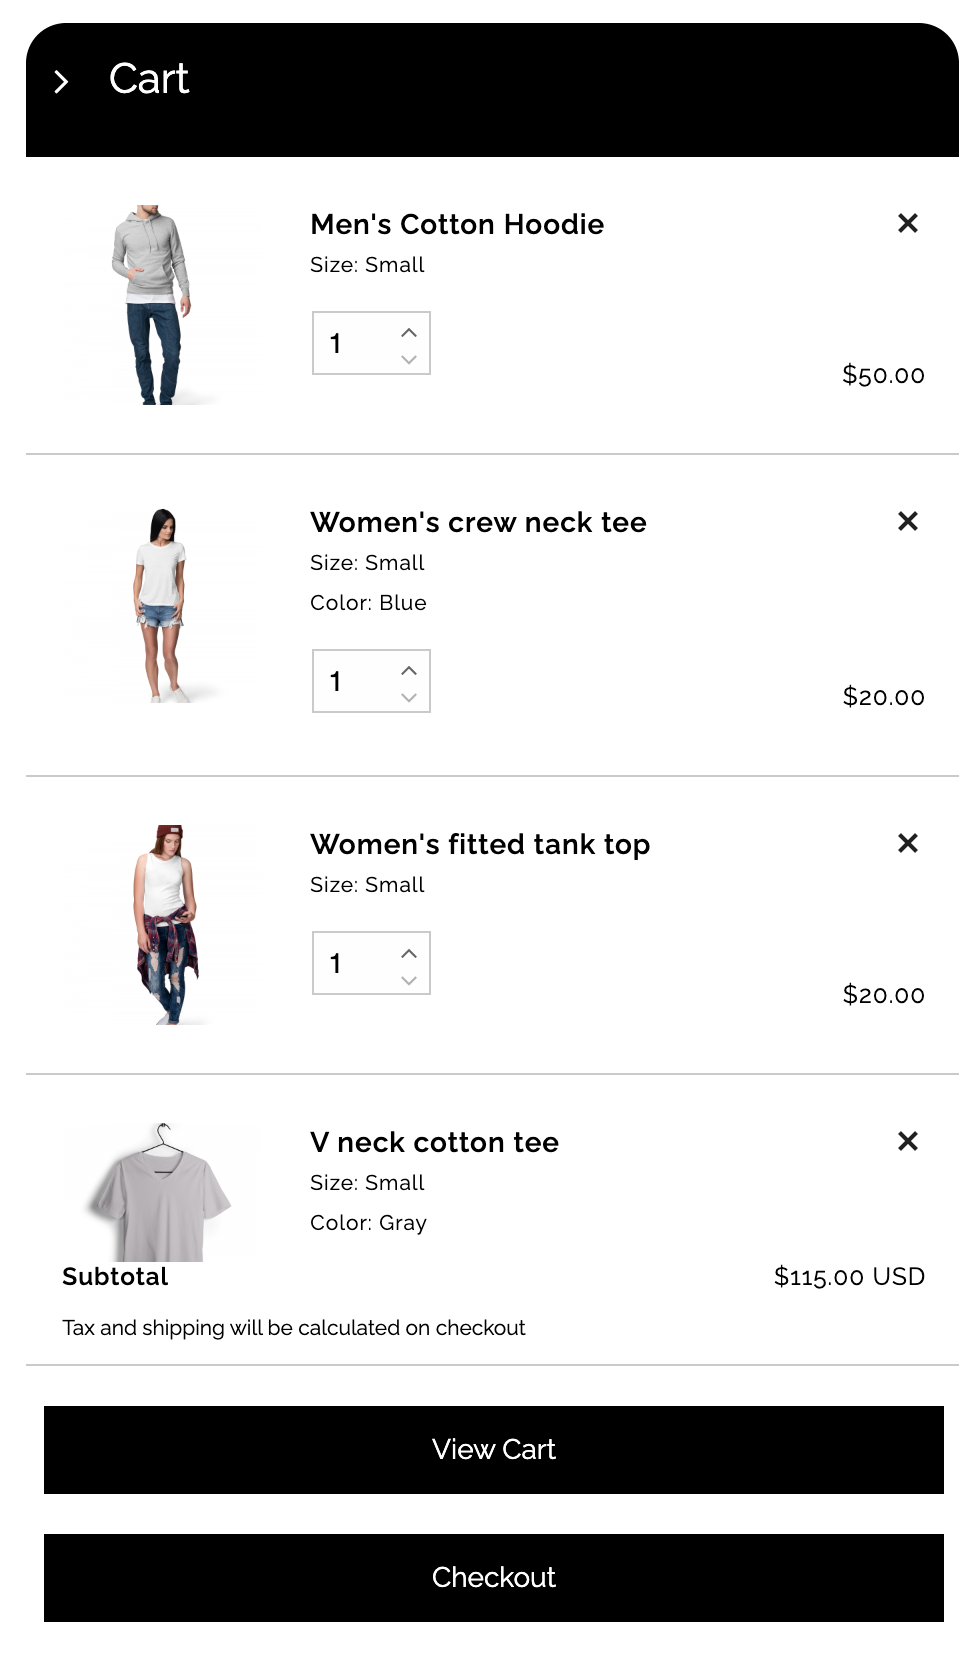 Cart
Men's Cotton Hoodie
Size: Small
1
$50.00
Women's crew neck tee
Size: Small
Color: Blue
1
$20.00
Women's fitted tank top
Size: Small
1
$20.00
V neck cotton tee
Size: Small
Color: Gray
Subtotal $115.00 USD
Tax and shipping will be calculated on checkout
View Cart
Checkout